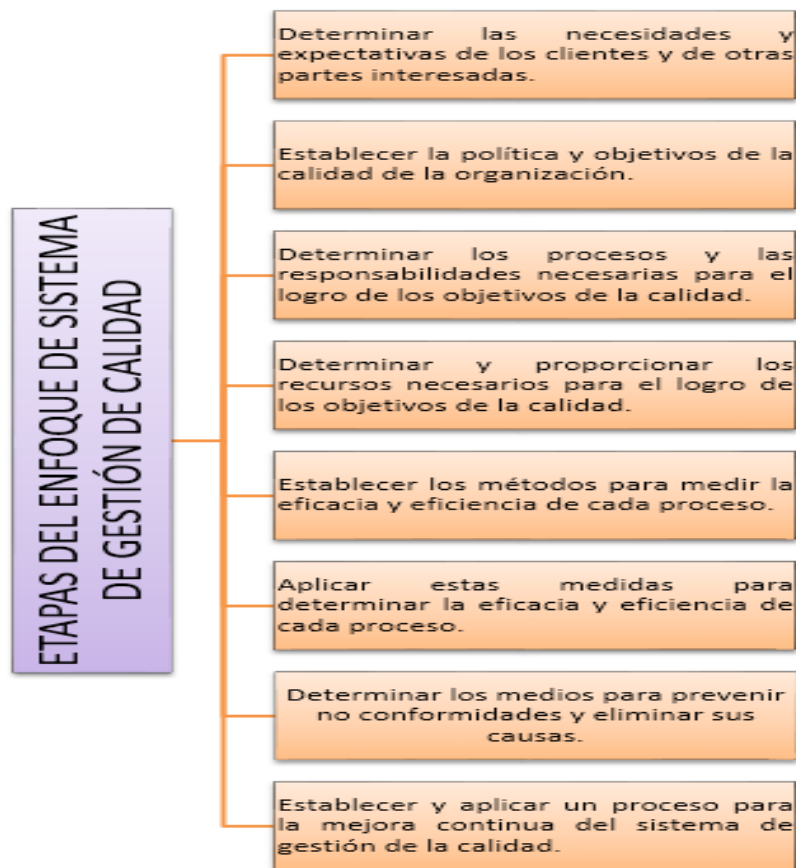 ETAPAS DEL ENFOQUE DE SISTEMA
DE GESTIÓN DE CALIDAD
Determinar las necesidades y
expectativas de los clientes y de otras
partes interesadas.
Establecer la política y objetivos de la
calidad de la organización.
Determinar los procesos y las
responsabilidades necesarias para el
logro de los objetivos de la calidad.
Determinar y proporcionar los
recursos necesarios para el logro de
los objetivos de la calidad.
Establecer los métodos para medir la
eficacia y eficiencia de cada proceso.
Aplicar estas medidas para
determinar la eficacia y eficiencia de
cada proceso.
Determinar los medios para prevenir
no conformidades y eliminar sus
causas.
Establecer y aplicar un proceso para
la mejora continua del sistema de
gestión de la calidad.